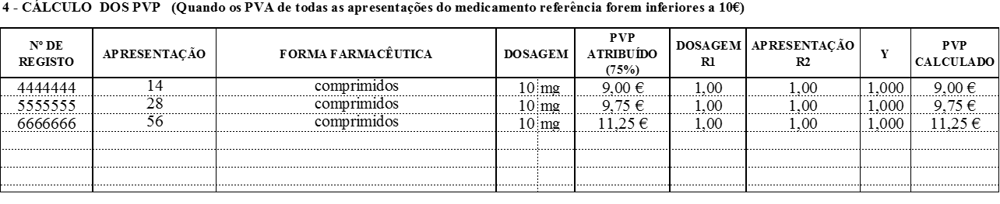 4 - CÁLCULO DOS PVP (Quando os PVA de todas as apresentações do medicamento referência forem inferiores a 10€)
Nº DE REGISTO APRESENTAÇÃO FORMA FARMACÊUTICA DOSAGEM PVP ATRIBUÍDO (75%) DOSAGEM R1 APRESENTAÇÃO R2 Y PVP CALCULADO
4444444 14 comprimidos 10 mg 9,00 € 1,00 1,00 1,000 9,00 €
5555555 28 comprimidos 10 mg 9,75 € 1,00 1,00 1,000 9,75 €
6666666 56 comprimidos 10 mg 11,25 € 1,00 1,00 1,000 11,25 €